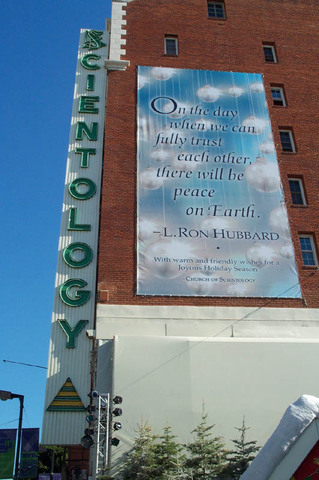 SCIENTOLOGY
On the day
when we can
fully trust
each other,
there will be
peace
on Earth.
–L. RON HUBBARD
•
With warm and friendly wishes for a
Joyous Holiday Season
CHURCH OF SCIENTOLOGY